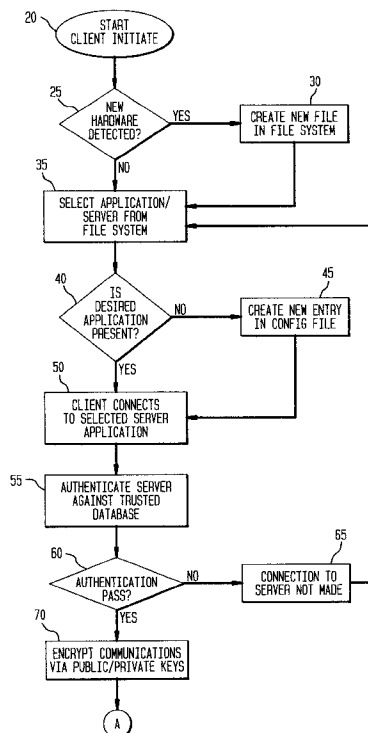 20
START
CLIENT INITIATE
25
NEW
HARDWARE
DETECTED?
YES
30
CREATE NEW FILE
IN FILE SYSTEM
NO
35
SELECT APPLICATION/
SERVER FROM
FILE SYSTEM
40
IS
DESIRED
APPLICATION
PRESENT?
NO
45
CREATE NEW ENTRY
IN CONFIG FILE
YES
50
CLIENT CONNECTS
TO SELECTED SERVER
APPLICATION
55
AUTHENTICATE SERVER
AGAINST TRUSTED
DATABASE
60
AUTHENTICATION
PASS?
NO
65
CONNECTION TO
SERVER NOT MADE
YES
70
ENCRYPT COMMUNICATIONS
VIA PUBLIC/PRIVATE KEYS
A